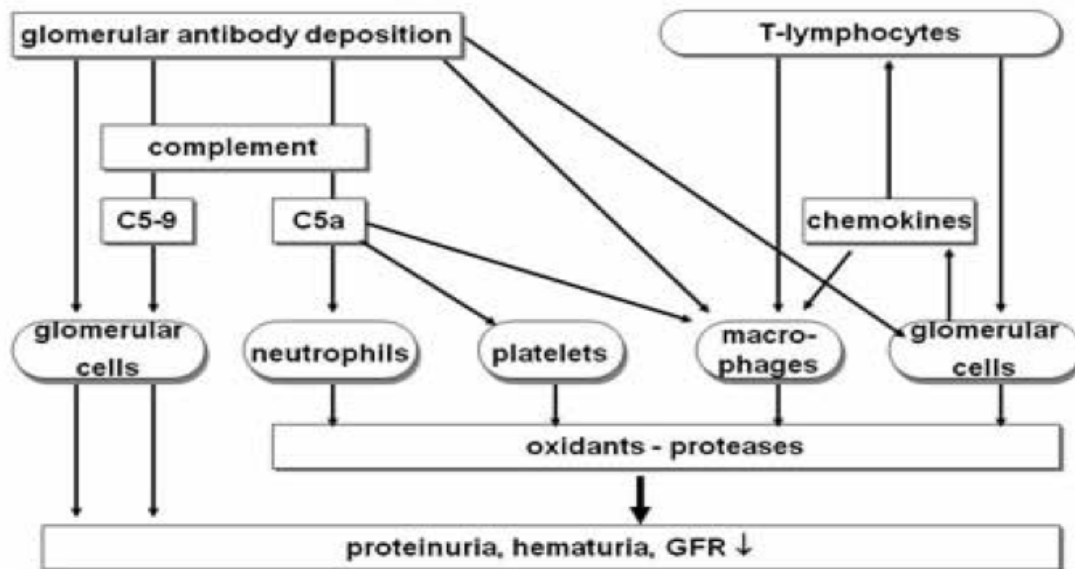 glomerular antibody deposition
T-lymphocytes
complement
C5-9
C5a
chemokines
glomerular
cells
neutrophils
platelets
macro-
phages
glomerular
cells
oxidants - proteases
proteinuria, hematuria, GFR ↓